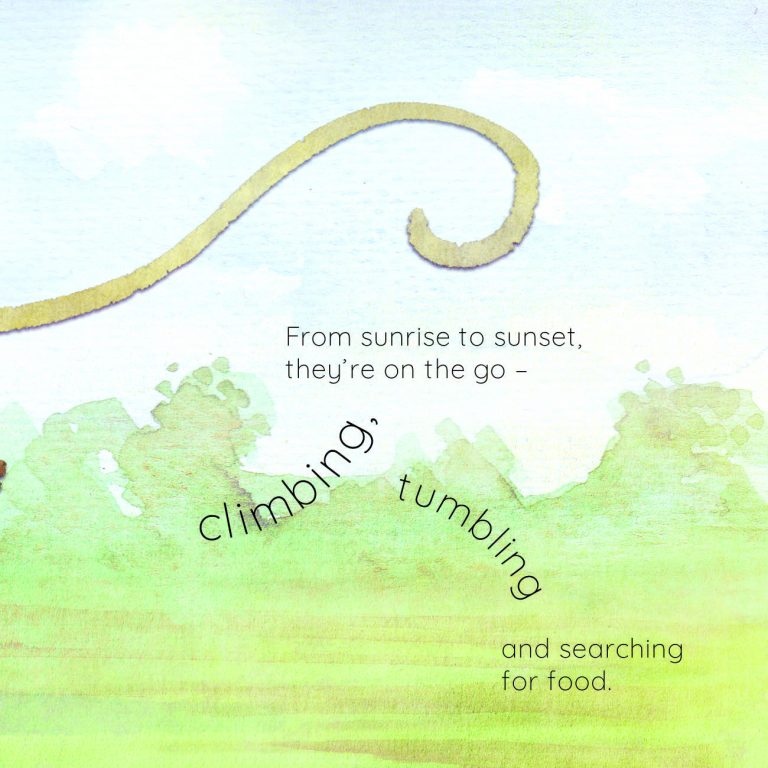 From sunrise to sunset,
they’re on the go –
climbing,
tumbling
and searching
for food.